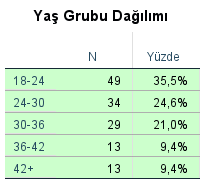 Yaş Grubu Dağılımı
N Yüzde
18-24 49 35,5%
24-30 34 24,6%
30-36 29 21,0%
36-42 13 9,4%
42+ 13 9,4%